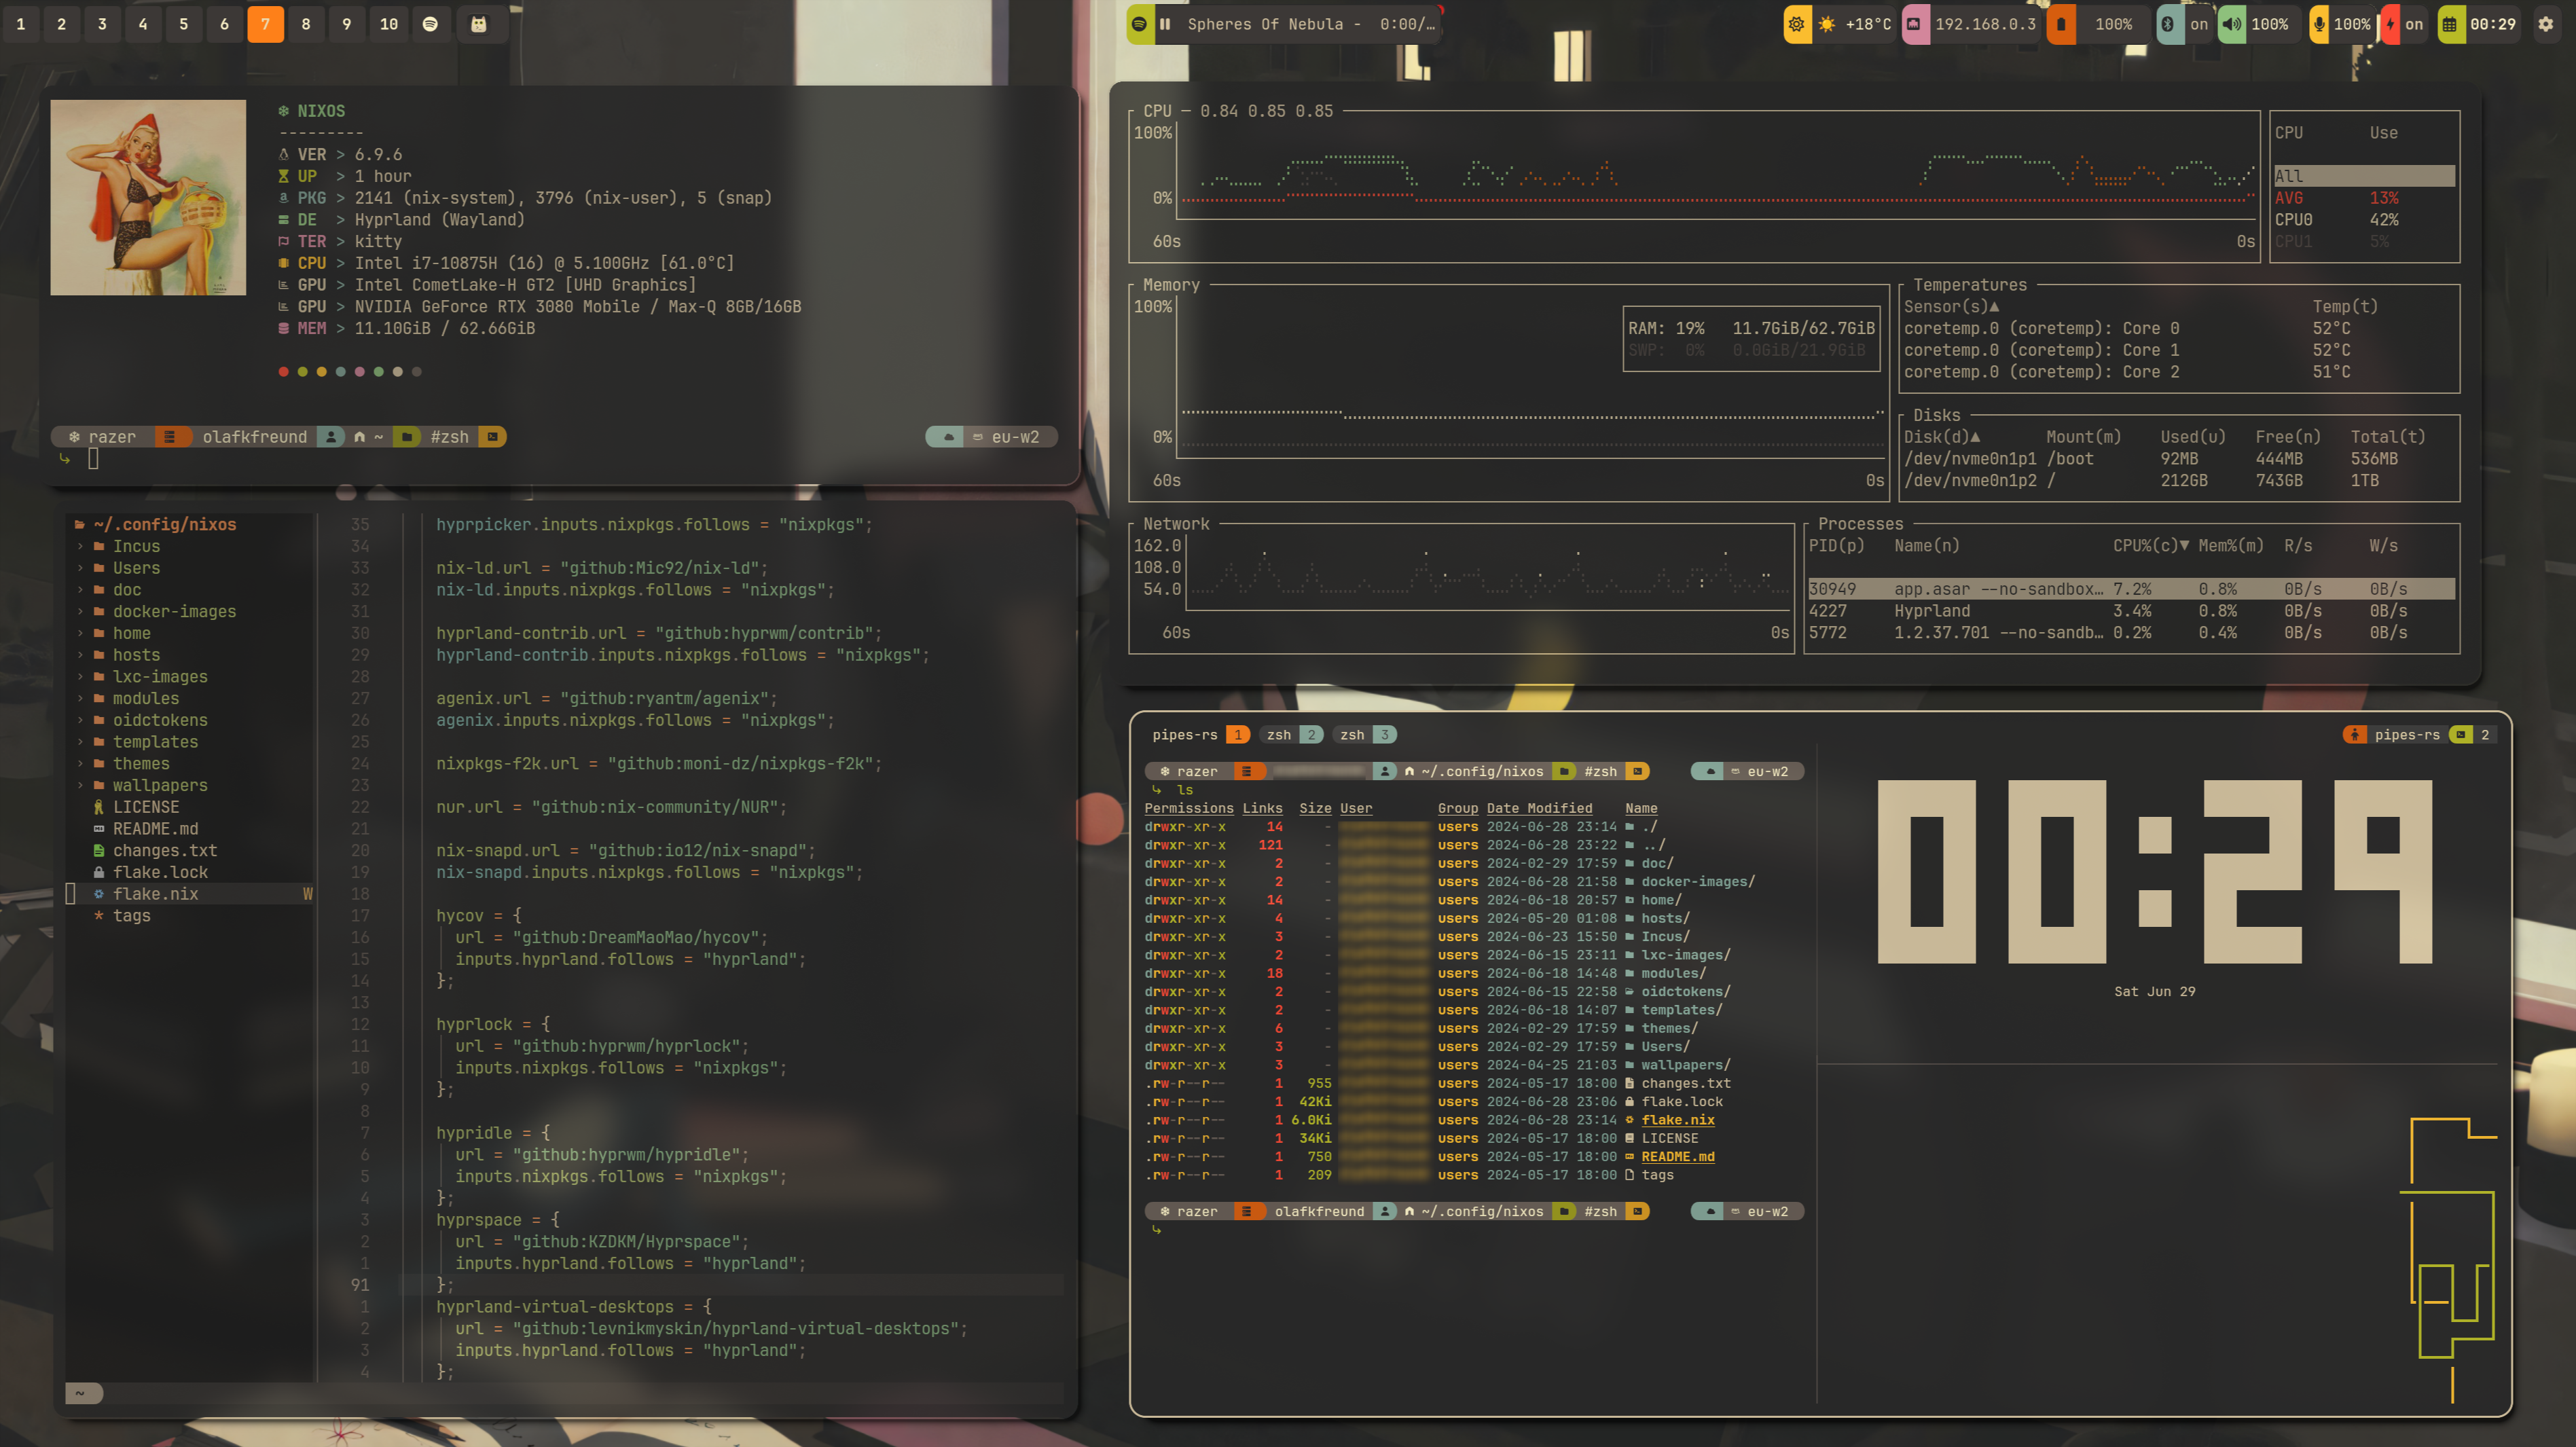 1 2 3 4 5 6 7 8 9 10
Spheres Of Nebula - 0:00/…
+18°C 192.168.0.3 100% on 100% 100% on 00:29
NIXOS
---------
VER > 6.9.6
UP > 1 hour
PKG > 2141 (nix-system), 3796 (nix-user), 5 (snap)
DE > Hyprland (Wayland)
TER > kitty
CPU > Intel i7-10875H (16) @ 5.100GHz [61.0°C]
GPU > Intel CometLake-H GT2 [UHD Graphics]
GPU > NVIDIA GeForce RTX 3080 Mobile / Max-Q 8GB/16GB
MEM > 11.10GiB / 62.66GiB
razer olafkfreund ~ #zsh eu-w2
~/.config/nixos
› Incus
› Users
› doc
› docker-images
› home
› hosts
› lxc-images
› modules
› oidctokens
› templates
› themes
› wallpapers
LICENSE
README.md
changes.txt
flake.lock
flake.nix W
tags
35 hyprpicker.inputs.nixpkgs.follows = "nixpkgs";
34
33 nix-ld.url = "github:Mic92/nix-ld";
32 nix-ld.inputs.nixpkgs.follows = "nixpkgs";
31
30 hyprland-contrib.url = "github:hyprwm/contrib";
29 hyprland-contrib.inputs.nixpkgs.follows = "nixpkgs";
28
27 agenix.url = "github:ryantm/agenix";
26 agenix.inputs.nixpkgs.follows = "nixpkgs";
25
24 nixpkgs-f2k.url = "github:moni-dz/nixpkgs-f2k";
23
22 nur.url = "github:nix-community/NUR";
21
20 nix-snapd.url = "github:io12/nix-snapd";
19 nix-snapd.inputs.nixpkgs.follows = "nixpkgs";
18
17 hycov = {
16 url = "github:DreamMaoMao/hycov";
15 inputs.hyprland.follows = "hyprland";
14 };
13
12 hyprlock = {
11 url = "github:hyprwm/hyprlock";
10 inputs.nixpkgs.follows = "nixpkgs";
9 };
8
7 hypridle = {
6 url = "github:hyprwm/hypridle";
5 inputs.nixpkgs.follows = "nixpkgs";
4 };
3 hyprspace = {
2 url = "github:KZDKM/Hyprspace";
1 inputs.hyprland.follows = "hyprland";
91 };
1 hyprland-virtual-desktops = {
2 url = "github:levnikmyskin/hyprland-virtual-desktops";
3 inputs.hyprland.follows = "hyprland";
4 };
~
CPU — 0.84 0.85 0.85
100%
0%
60s 0s
CPU Use
All
AVG 13%
CPU0 42%
CPU1 5%
Memory
100%
RAM: 19% 11.7GiB/62.7GiB
SWP: 0% 0.0GiB/21.9GiB
0%
60s 0s
Temperatures
Sensor(s)▲ Temp(t)
coretemp.0 (coretemp): Core 0 52°C
coretemp.0 (coretemp): Core 1 52°C
coretemp.0 (coretemp): Core 2 51°C
Disks
Disk(d)▲ Mount(m) Used(u) Free(n) Total(t)
/dev/nvme0n1p1 /boot 92MB 444MB 536MB
/dev/nvme0n1p2 / 212GB 743GB 1TB
Network
162.0
108.0
54.0
60s 0s
Processes
PID(p) Name(n) CPU%(c)▼ Mem%(m) R/s W/s
30949 app.asar --no-sandbox… 7.2% 0.8% 0B/s 0B/s
4227 Hyprland 3.4% 0.8% 0B/s 0B/s
5772 1.2.37.701 --no-sandb… 0.2% 0.4% 0B/s 0B/s
pipes-rs 1 zsh 2 zsh 3 pipes-rs 2
razer ~/.config/nixos #zsh eu-w2
ls
Permissions Links Size User Group Date Modified Name
drwxr-xr-x 14 - users 2024-06-28 23:14 ./
drwxr-xr-x 121 - users 2024-06-28 23:22 ../
drwxr-xr-x 2 - users 2024-02-29 17:59 doc/
drwxr-xr-x 2 - users 2024-06-28 21:58 docker-images/
drwxr-xr-x 14 - users 2024-06-18 20:57 home/
drwxr-xr-x 4 - users 2024-05-20 01:08 hosts/
drwxr-xr-x 3 - users 2024-06-23 15:50 Incus/
drwxr-xr-x 2 - users 2024-06-15 23:11 lxc-images/
drwxr-xr-x 18 - users 2024-06-18 14:48 modules/
drwxr-xr-x 2 - users 2024-06-15 22:58 oidctokens/
drwxr-xr-x 2 - users 2024-06-18 14:07 templates/
drwxr-xr-x 6 - users 2024-02-29 17:59 themes/
drwxr-xr-x 3 - users 2024-02-29 17:59 Users/
drwxr-xr-x 3 - users 2024-04-25 21:03 wallpapers/
.rw-r--r-- 1 955 users 2024-05-17 18:00 changes.txt
.rw-r--r-- 1 42Ki users 2024-06-28 23:06 flake.lock
.rw-r--r-- 1 6.0Ki users 2024-06-28 23:14 flake.nix
.rw-r--r-- 1 34Ki users 2024-05-17 18:00 LICENSE
.rw-r--r-- 1 750 users 2024-05-17 18:00 README.md
.rw-r--r-- 1 209 users 2024-05-17 18:00 tags
razer olafkfreund ~/.config/nixos #zsh eu-w2
00:29
Sat Jun 29